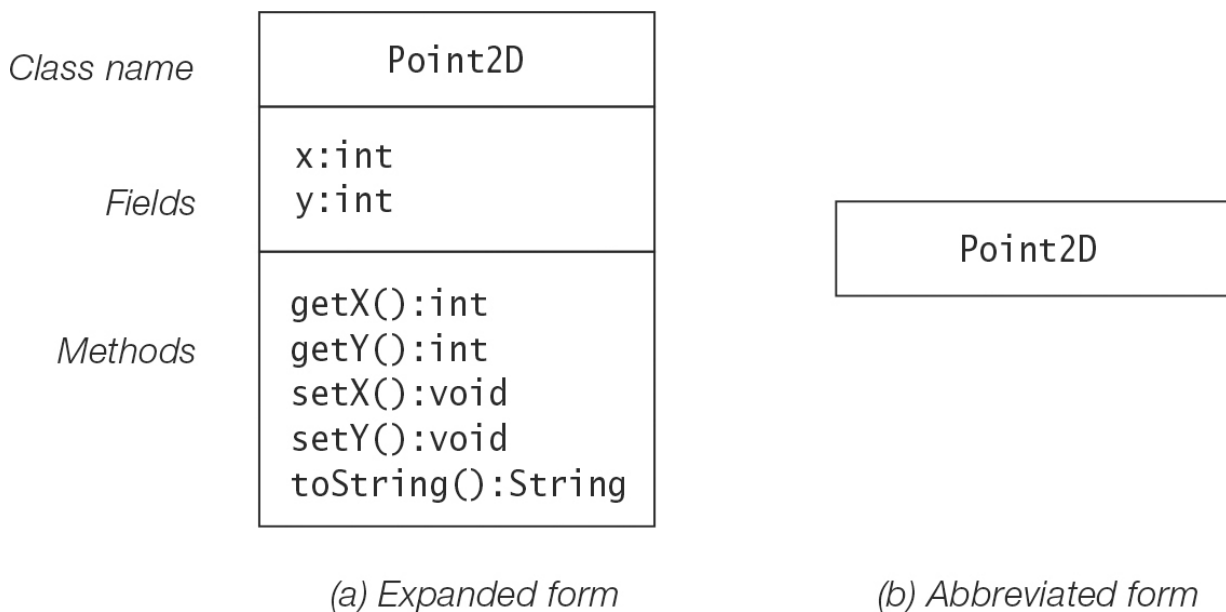 Class name
Point2D
Fields
x:int
y:int
Methods
getX():int
getY():int
setX():void
setY():void
toString():String
(a) Expanded form
Point2D
(b) Abbreviated form